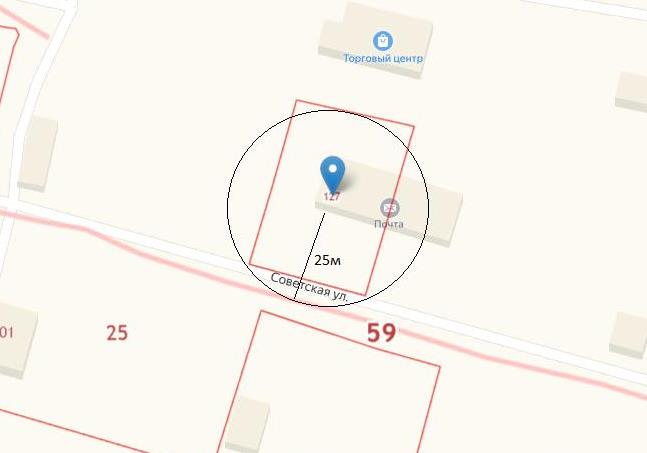 Торговый центр
127
Почта
25м
Советская ул.
01
25
59